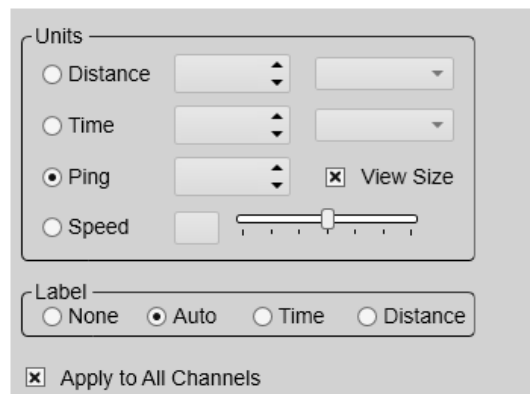 Units
Distance
Time
Ping View Size
Speed
Label
None Auto Time Distance
Apply to All Channels